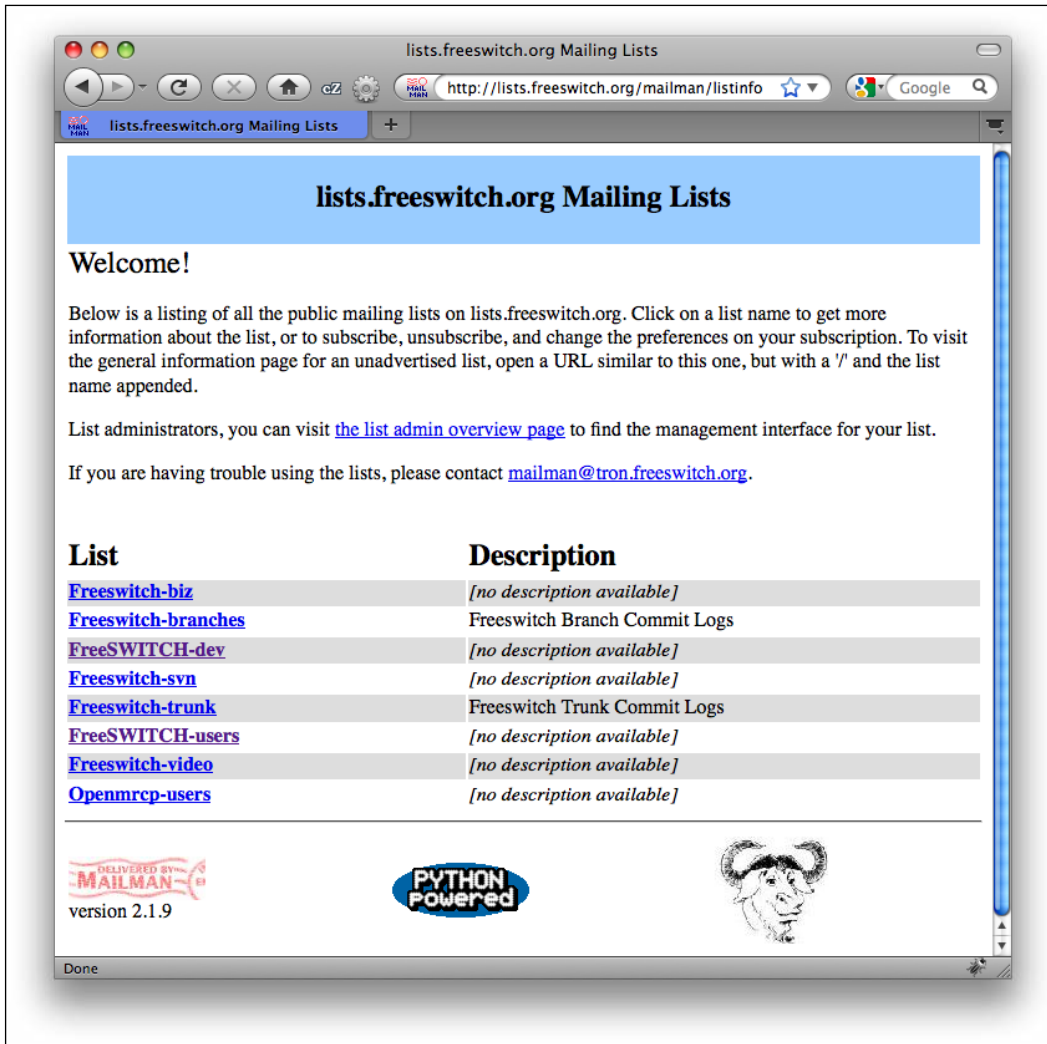 lists.freeswitch.org Mailing Lists
cZ
MAIL MAN
http://lists.freeswitch.org/mailman/listinfo
Google
MAIL MAN
lists.freeswitch.org Mailing Lists
+
lists.freeswitch.org Mailing Lists
Welcome!
Below is a listing of all the public mailing lists on lists.freeswitch.org. Click on a list name to get more
information about the list, or to subscribe, unsubscribe, and change the preferences on your subscription. To visit
the general information page for an unadvertised list, open a URL similar to this one, but with a '/' and the list
name appended.
List administrators, you can visit the list admin overview page to find the management interface for your list.
If you are having trouble using the lists, please contact mailman@tron.freeswitch.org.
List Description
Freeswitch-biz [no description available]
Freeswitch-branches Freeswitch Branch Commit Logs
FreeSWITCH-dev [no description available]
Freeswitch-svn [no description available]
Freeswitch-trunk Freeswitch Trunk Commit Logs
FreeSWITCH-users [no description available]
Freeswitch-video [no description available]
Openmrcp-users [no description available]
DELIVERED BY
MAILMAN
PYTHON
Powered
version 2.1.9
Done